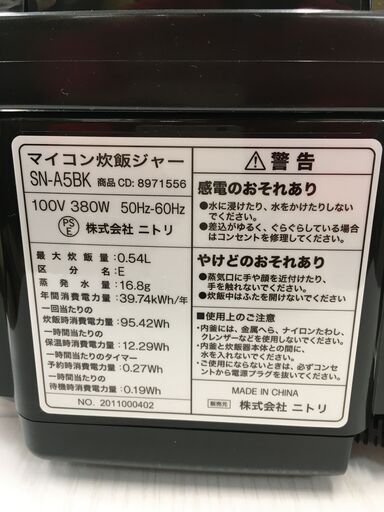 マイコン炊飯ジャー
SN-A5BK 商品CD: 8971556
100V 380W 50Hz-60Hz
PS
E
株式会社 ニトリ
最大炊飯量:0.54L
区分名:E
蒸発水量:16.8g
年間消費電力量:39.74kWh/年
一回当たりの
炊飯時消費電力量:95.42Wh
一時間当たりの
保温時消費電力量:12.29Wh
一時間当たりのタイマー
予約時消費電力量:0.27Wh
一時間当たりの
待機時消費電力量:0.19Wh
NO. 2011000402
⚠警告
感電のおそれあり
●水に浸けたり、水をかけたりしない
でください。
●差込がゆるく、ぐらぐらしている場合
はコンセントを修理してください。
やけどのおそれあり
●蒸気口に手や顔を近付けたり、
手を触れないでください。
●炊飯中はふたを開けないでください。
■使用上のご注意
・内釜には、金属へら、ナイロンたわし、
クレンザーなどを使用しないでください。
・内釜と炊飯器本体との間に、
水を入れないでください。
・ご使用にならないときは、必ずコンセ
ントから電源プラグを抜いてください。
MADE IN CHINA
販売元 株式会社 ニトリ